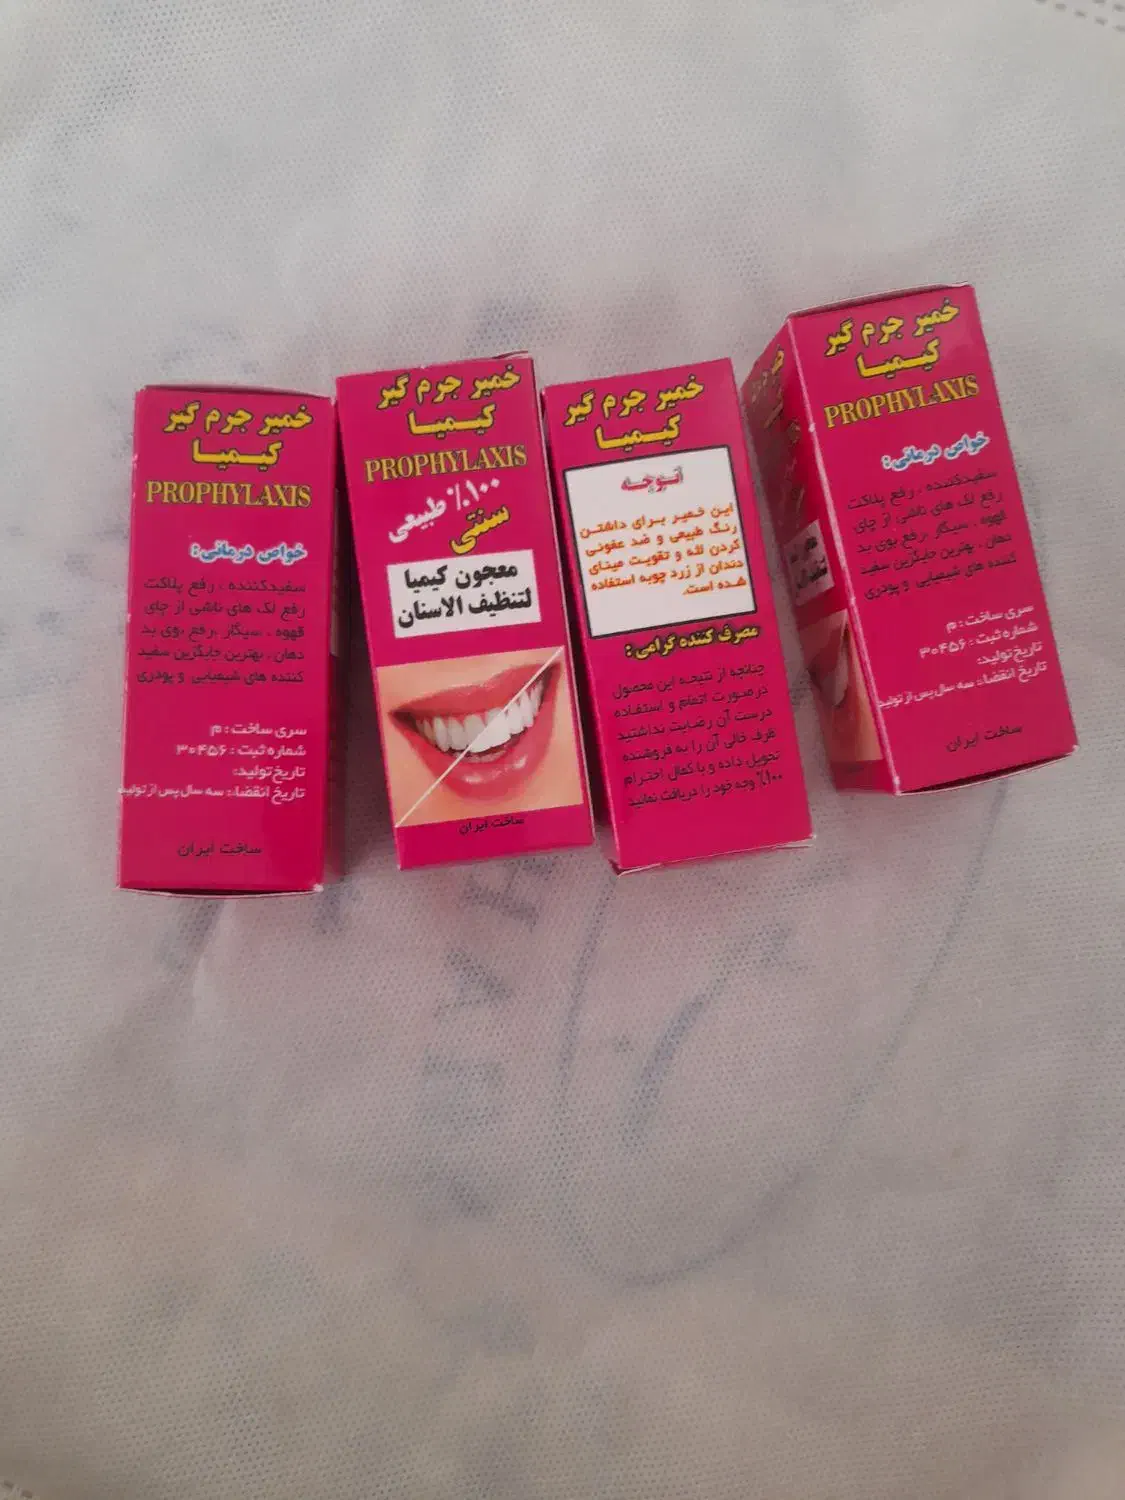 خمیر جرم گیر
کیمیا
PROPHYLAXIS
خواص درمانی:
سفیدکننده ، رفع پلاکت
رفع لک های ناشی از چای
قهوه ، سیگار ،رفع بوی بد
دهان ، بهترین جایگزین سفید
کننده های شیمیایی و پودری
سری ساخت : م
شماره ثبت : ۳۰۴۵۶
تاریخ تولید:
تاریخ انقضاء: سه سال پس از تولید
ساخت ایران
خمیر جرم گیر
کیمیا
PROPHYLAXIS
۱۰۰٪ طبیعی
سنتی
معجون کیمیا
لتنظیف الاسنان
ساخت ایران
خمیر جرم گیر
کیمیا
توجه
این خمیر برای داشتن
رنگ طبیعی و ضد عفونی
کردن لثه و تقویت مینای
دندان از زرد چوبه استفاده
شده است.
مصرف کننده گرامی :
چنانچه از نتیجه این محصول
درصورت اتمام و استفاده
درست آن رضایت نداشتید
ظرف خالی آن را به فروشنده
تحویل داده و با کمال احترام
۱۰۰٪ وجه خود را دریافت نمائید
خمیر جرم گیر
کیمیا
PROPHYLAXIS
خواص درمانی:
سفیدکننده ، رفع پلاکت
رفع لک های ناشی از چای
قهوه ، سیگار ،رفع بوی بد
دهان ، بهترین جایگزین سفید
کننده های شیمیایی و پودری
سری ساخت : م
شماره ثبت : ۳۰۴۵۶
تاریخ تولید:
تاریخ انقضاء: سه سال پس از تولید
ساخت ایران